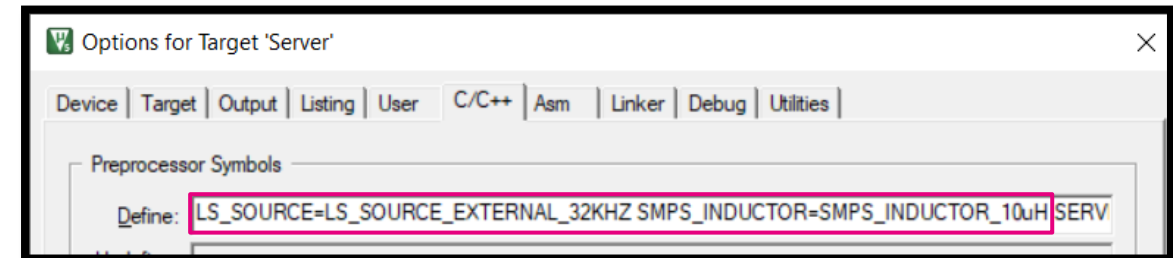 Options for Target 'Server'
Device Target Output Listing User C/C++ Asm Linker Debug Utilities
Preprocessor Symbols
Define: LS_SOURCE=LS_SOURCE_EXTERNAL_32KHZ SMPS_INDUCTOR=SMPS_INDUCTOR_10uH SERV